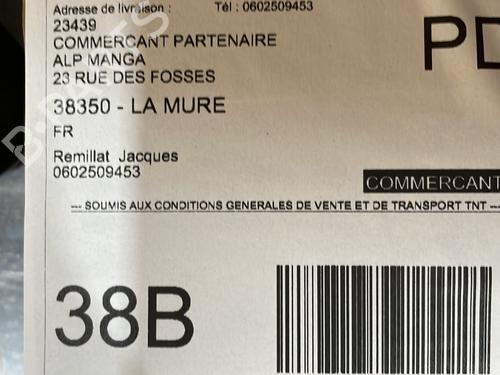 Adresse de livraison : Tél : 0602509453
23439
COMMERCANT PARTENAIRE
ALP MANGA
23 RUE DES FOSSES
38350 - LA MURE
FR
Remillat Jacques
0602509453
PD
COMMERCANT
--- SOUMIS AUX CONDITIONS GENERALES DE VENTE ET DE TRANSPORT TNT ---
38B
B-PARTS